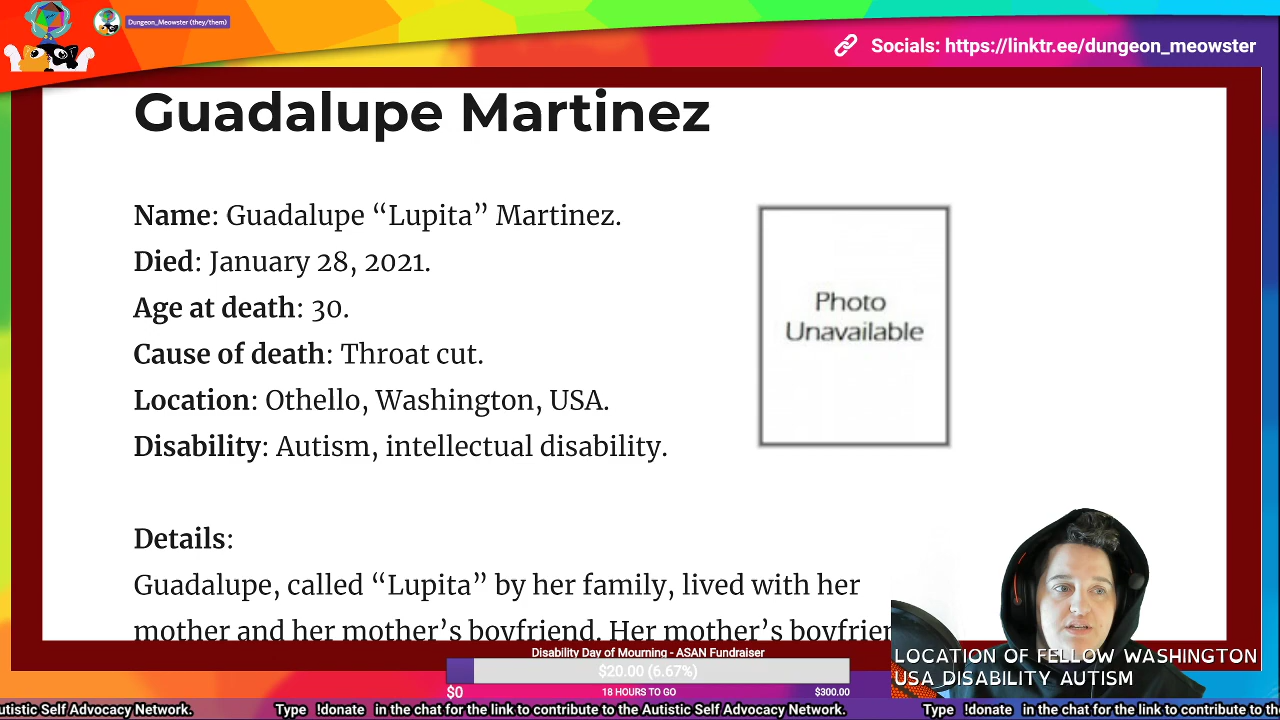 Dungeon_Meowster (they/them)
Socials: https://linktr.ee/dungeon_meowster
Guadalupe Martinez
Name: Guadalupe “Lupita” Martinez.
Died: January 28, 2021.
Age at death: 30.
Cause of death: Throat cut.
Location: Othello, Washington, USA.
Disability: Autism, intellectual disability.
Photo
Unavailable
Details:
Guadalupe, called “Lupita” by her family, lived with her
mother and her mother’s boyfriend. Her mother’s boyfrien
LOCATION OF FELLOW WASHINGTON
USA DISABILITY AUTISM
Disability Day of Mourning - ASAN Fundraiser
$20.00 (6.67%)
$0 18 HOURS TO GO $300.00
utistic Self Advocacy Network. Type !donate in the chat for the link to contribute to the Autistic Self Advocacy Network. Type !donate in the chat for the link to contribute to th